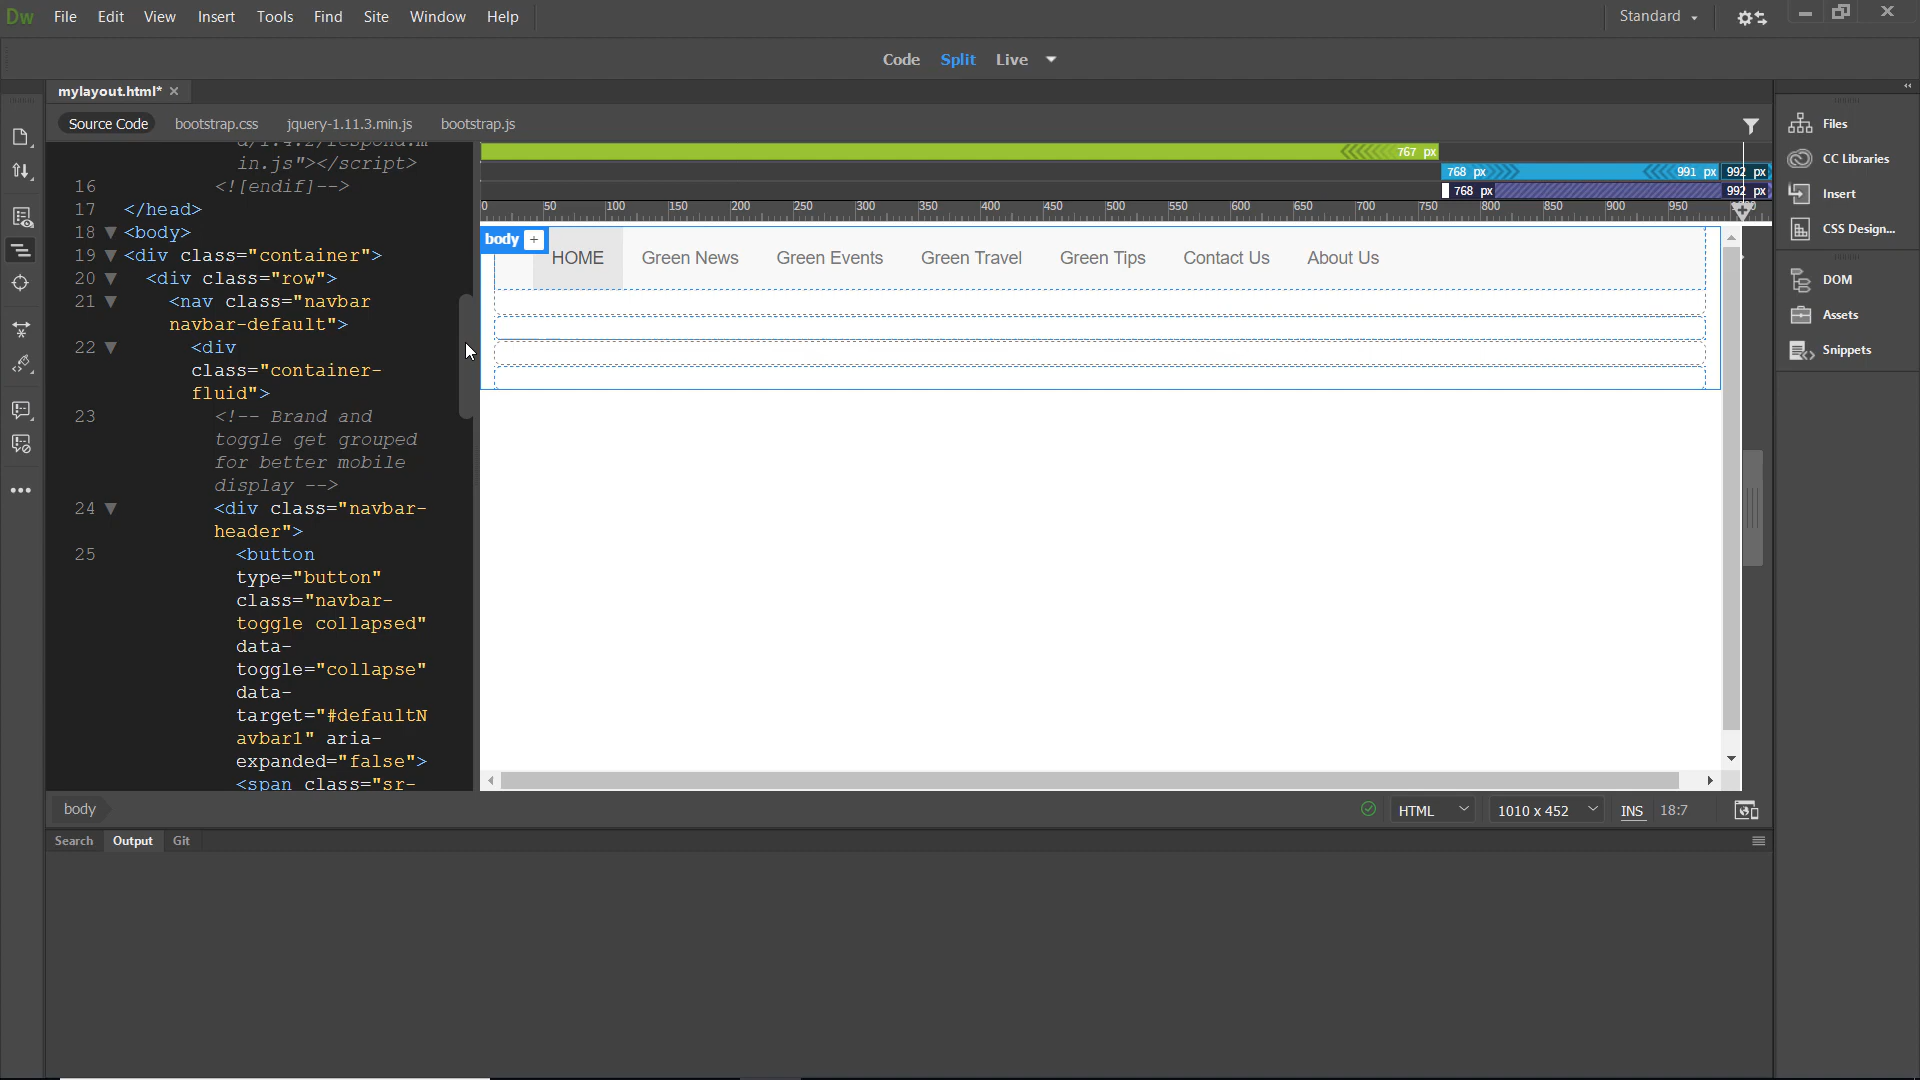 Dw File Edit View Insert Tools Find Site Window Help Standard
Code Split Live
mylayout.html*
Source Code bootstrap.css jquery-1.11.3.min.js bootstrap.js
767 px
768 px 991 px 992 px
768 px 992 px
0 50 100 150 200 250 300 350 400 450 500 550 600 650 700 750 800 850 900 950
in.js"></script>
16 <![endif]-->
17 </head>
18 <body>
19 <div class="container">
20 <div class="row">
21 <nav class="navbar
navbar-default">
22 <div
class="container-
fluid">
23 <!-- Brand and
toggle get grouped
for better mobile
display -->
24 <div class="navbar-
header">
25 <button
type="button"
class="navbar-
toggle collapsed"
data-
toggle="collapse"
data-
target="#defaultN
avbar1" aria-
expanded="false">
<span class="sr-
body +
HOME Green News Green Events Green Travel Green Tips Contact Us About Us
Files
CC Libraries
Insert
CSS Design...
DOM
Assets
Snippets
body HTML 1010 x 452 INS 18:7
Search Output Git